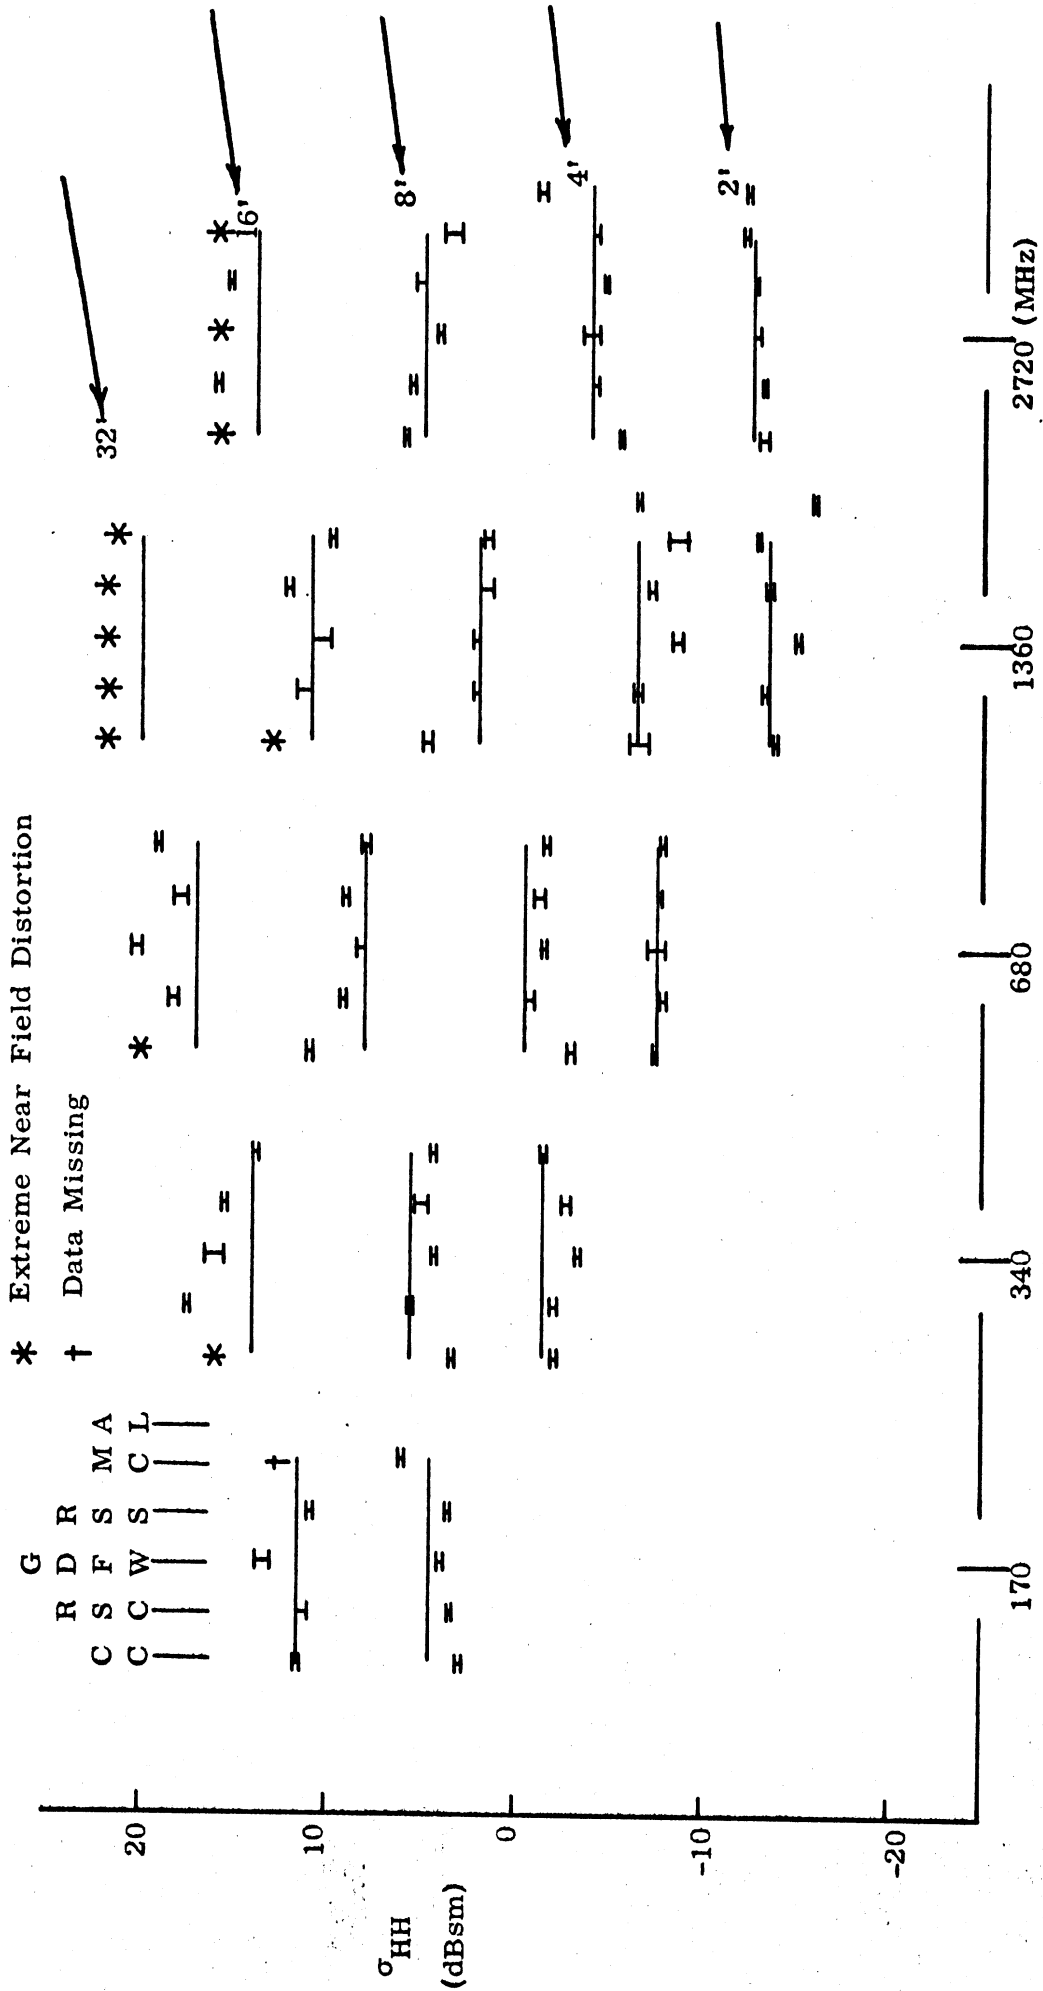 * Extreme Near Field Distortion
† Data Missing
G
R D R
C S F S M A
C C W S C L
32'
16'
8'
4'
2'
20
10
0
-10
-20
σHH
(dBsm)
170 340 680 1360 2720 (MHz)